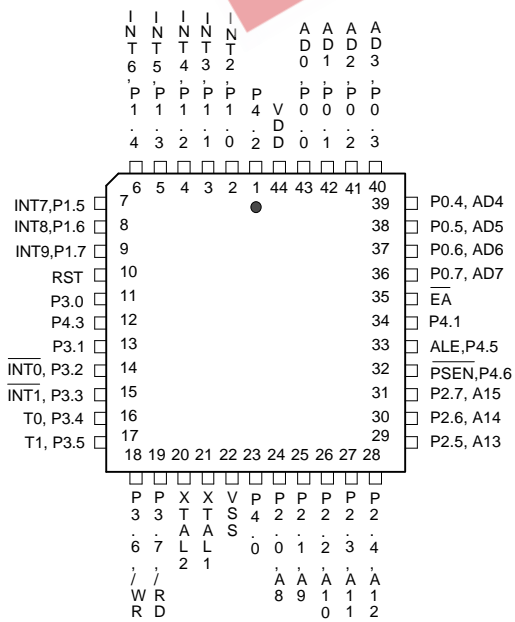 INT6,P1.4
INT5,P1.3
INT4,P1.2
INT3,P1.1
INT2,P1.0
P4.2
VDD
AD0,P0.0
AD1,P0.1
AD2,P0.2
AD3,P0.3
6 5 4 3 2 1 44 43 42 41 40
INT7,P1.5 7
39 P0.4, AD4
INT8,P1.6 8
38 P0.5, AD5
INT9,P1.7 9
37 P0.6, AD6
RST 10
36 P0.7, AD7
P3.0 11
35 EA
P4.3 12
34 P4.1
P3.1 13
33 ALE,P4.5
INT0, P3.2 14
32 PSEN,P4.6
INT1, P3.3 15
31 P2.7, A15
T0, P3.4 16
30 P2.6, A14
T1, P3.5 17
29 P2.5, A13
18 19 20 21 22 23 24 25 26 27 28
P3.6,/WR
P3.7,/RD
XTAL2
XTAL1
VSS
P4.0
P2.0,A8
P2.1,A9
P2.2,A10
P2.3,A11
P2.4,A12